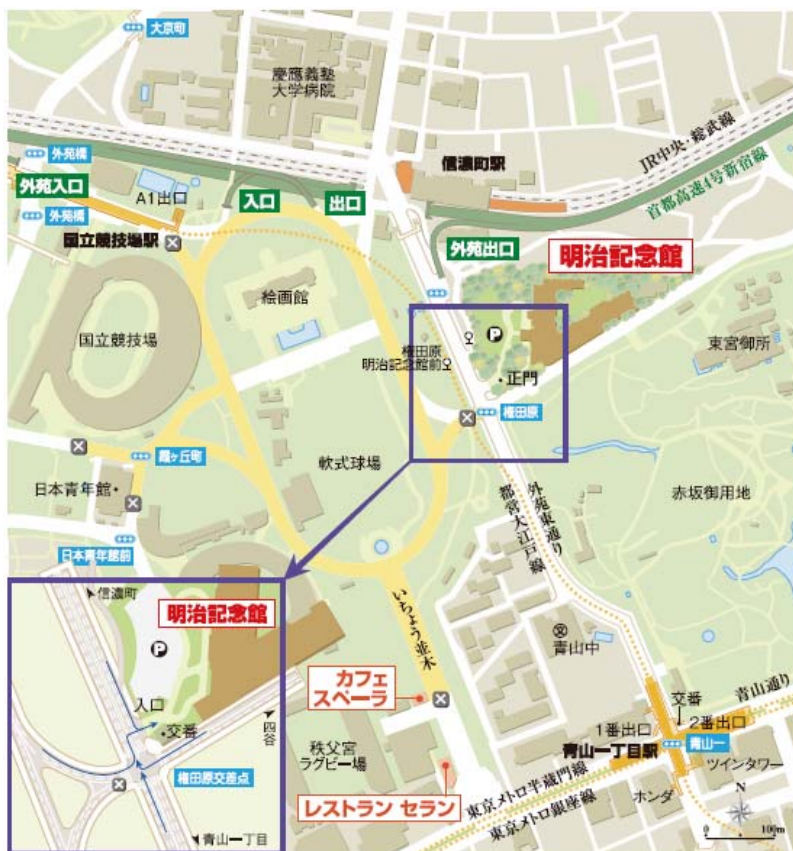 大京町
慶應義塾
大学病院
外苑橋
外苑入口
A1出口
入口
出口
信濃町駅
JR中央・総武線
首都高速4号新宿線
外苑橋
国立競技場駅
外苑出口
明治記念館
絵画館
国立競技場
P
東宮御所
権田原
明治記念館前
正門
権田原
霞ヶ丘町
軟式球場
日本青年館
赤坂御用地
外苑東通り
都営大江戸線
日本青年館前
信濃町
明治記念館
P
いちょう並木
文
青山中
入口
交番
四谷
カフェ
スペーラ
交番
青山通り
1番出口
2番出口
権田原交差点
秩父宮
ラグビー場
青山一丁目駅
青山一
ツインタワー
レストラン セラン
東京メトロ半蔵門線
東京メトロ銀座線
ホンダ
N
青山一丁目
0 100m